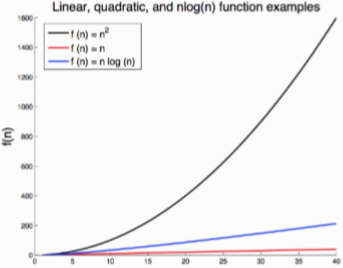 Linear, quadratic, and nlog(n) function examples
1600
1400
1200
1000
800
600
400
200
0
f(n)
f (n) = n²
f (n) = n
f (n) = n log (n)
0 5 10 15 20 25 30 35 40